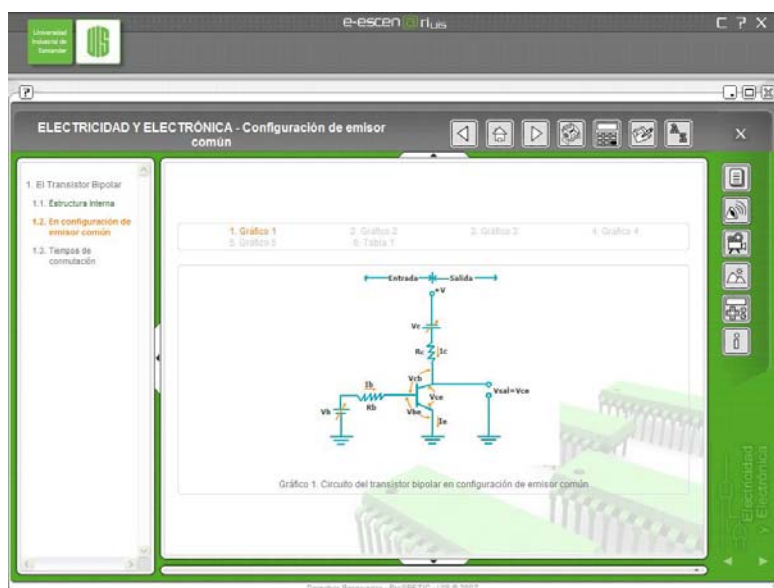 Universidad
Industrial de
Santander
UIS
e-escen@riUIS
ELECTRICIDAD Y ELECTRÓNICA - Configuración de emisor
común
1. El Transistor Bipolar
1.1. Estructura Interna
1.2. En configuración de
emisor común
1.3. Tiempos de
conmutación
1. Gráfico 1
2. Gráfico 2
3. Gráfico 3
4. Gráfico 4
5. Gráfico 5
6. Tabla 1
Entrada
Salida
+V
Vc
Rc
Ic
Vcb
Ib
Rb
Vce
Vsal=Vce
Vb
Vbe
Ie
Gráfico 1. Circuito del transistor bipolar en configuración de emisor común
Electricidad
y Electrónica